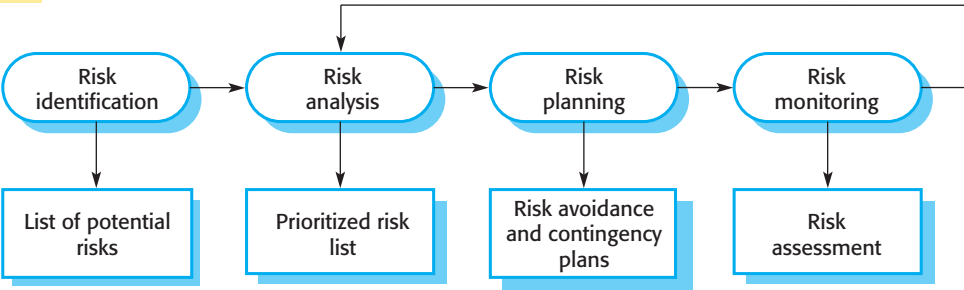 Risk
identification
Risk
analysis
Risk
planning
Risk
monitoring
List of potential
risks
Prioritized risk
list
Risk avoidance
and contingency
plans
Risk
assessment